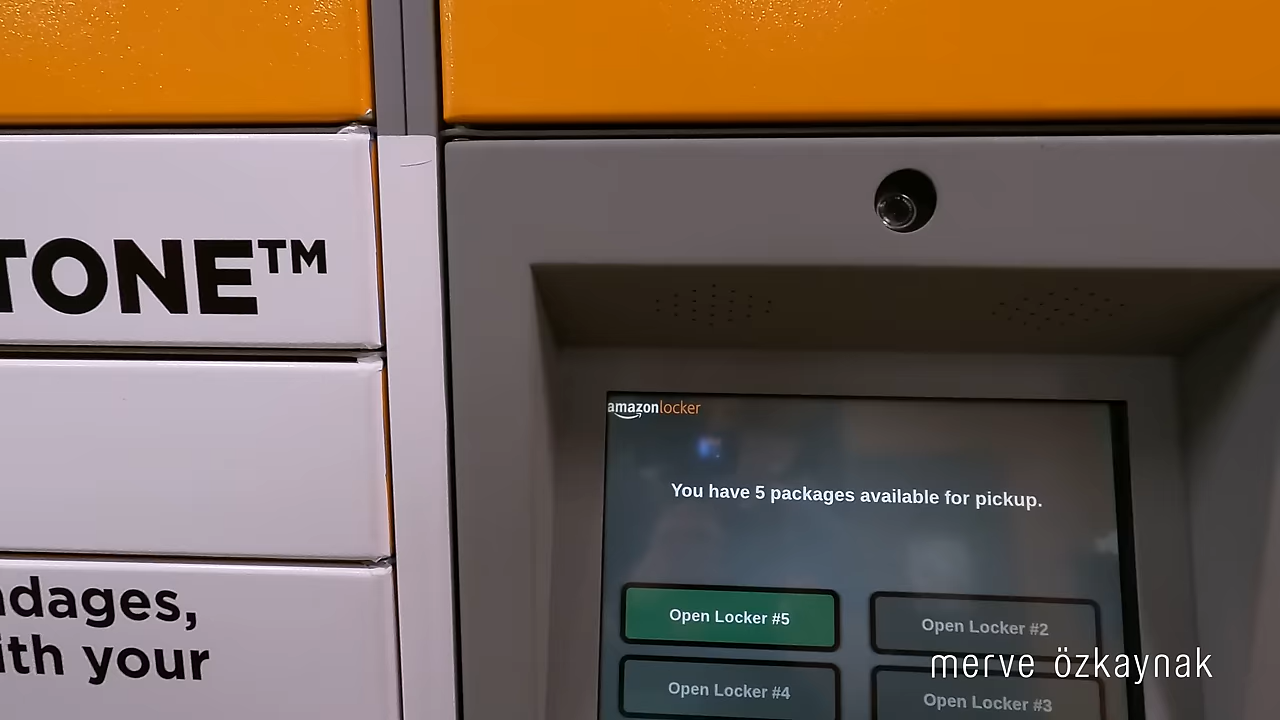 TONE™
dages,
ith your
amazonlocker
You have 5 packages available for pickup.
Open Locker #5
Open Locker #2
Open Locker #4
Open Locker #3
merve özkaynak